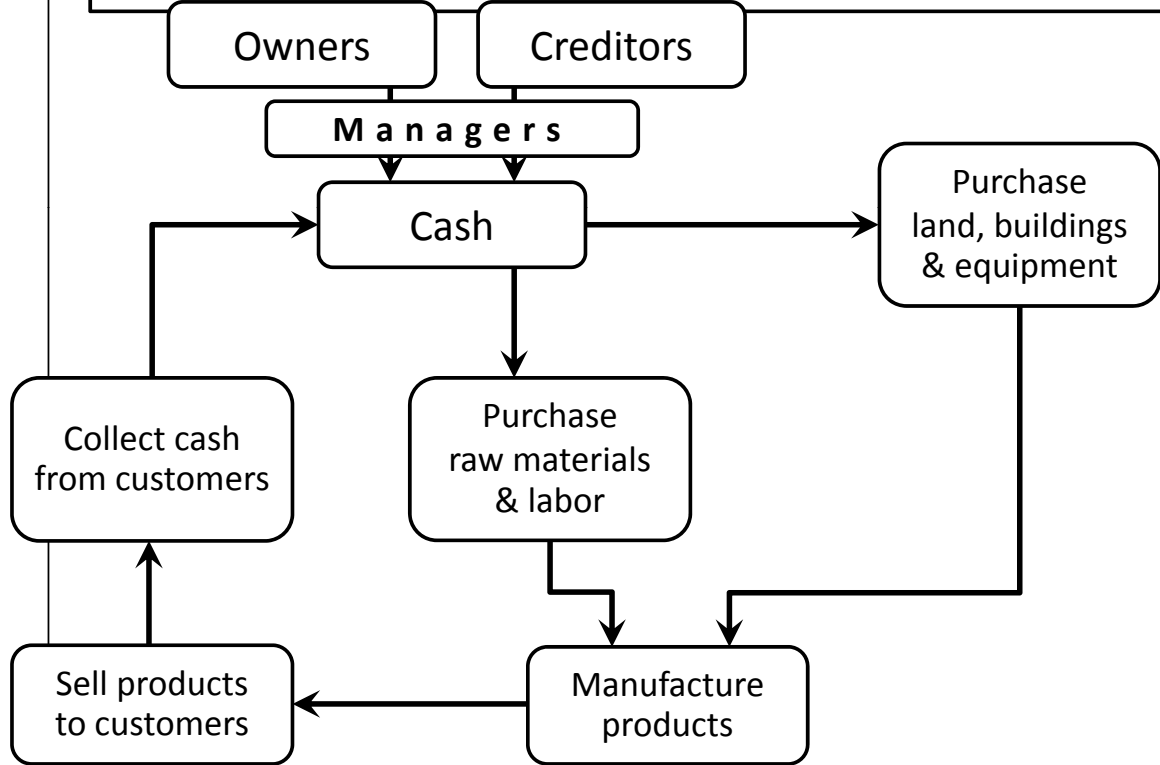 Owners
Creditors
Managers
Cash
Purchase
land, buildings
& equipment
Collect cash
from customers
Purchase
raw materials
& labor
Sell products
to customers
Manufacture
products